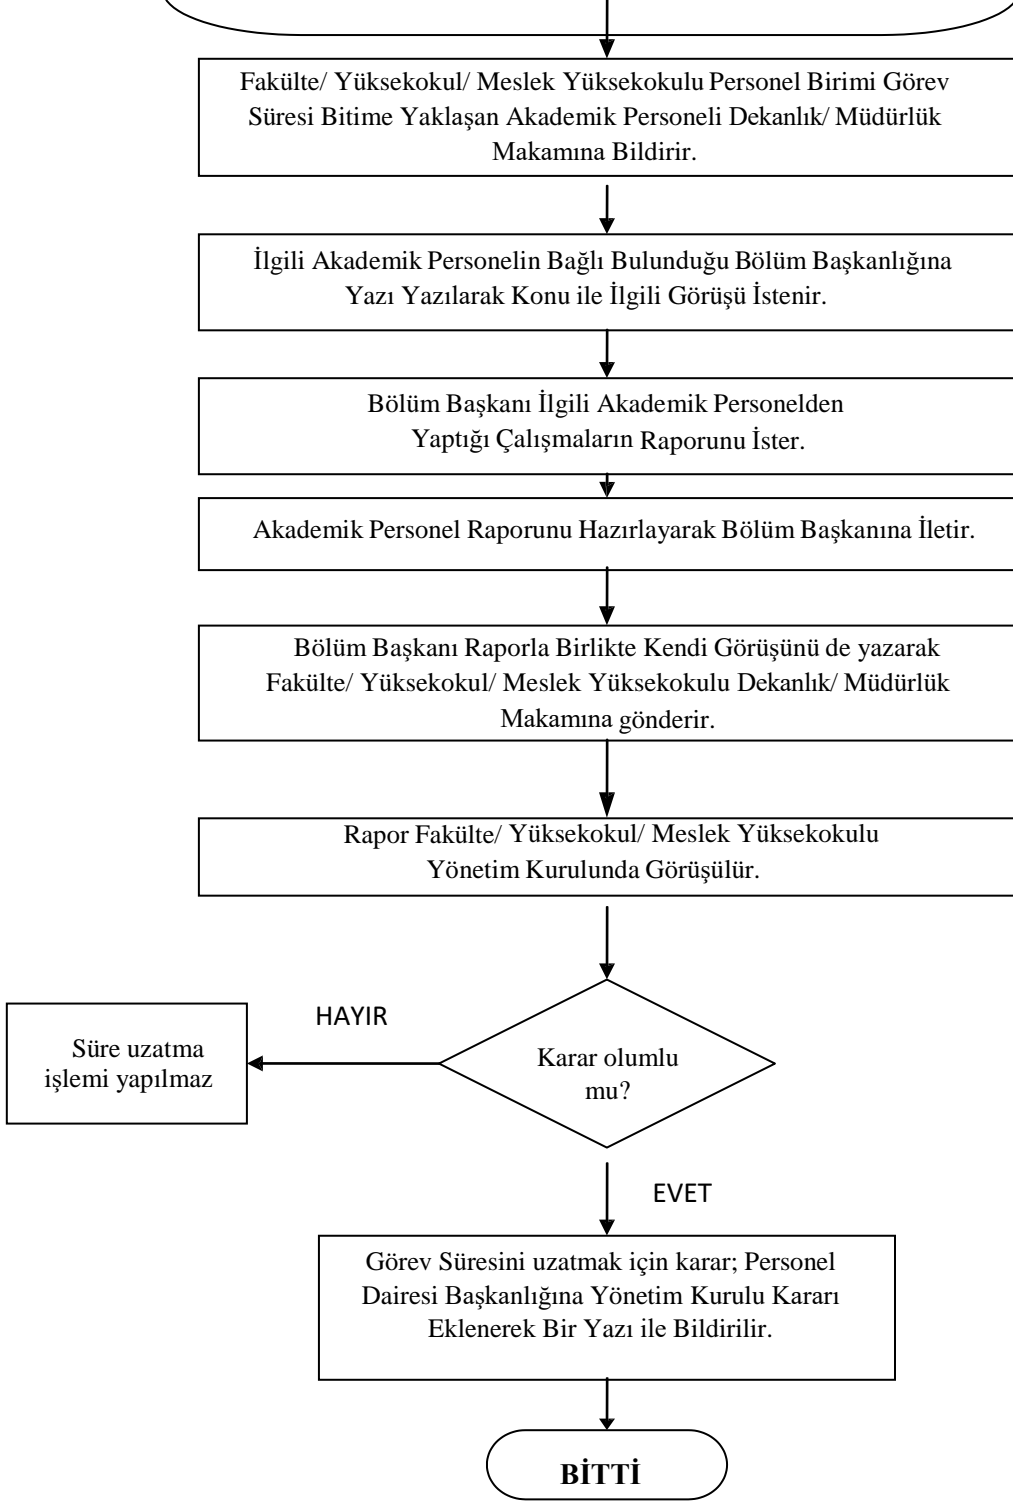 Fakülte/ Yüksekokul/ Meslek Yüksekokulu Personel Birimi Görev
Süresi Bitime Yaklaşan Akademik Personeli Dekanlık/ Müdürlük
Makamına Bildirir.
İlgili Akademik Personelin Bağlı Bulunduğu Bölüm Başkanlığına
Yazı Yazılarak Konu ile İlgili Görüşü İstenir.
Bölüm Başkanı İlgili Akademik Personelden
Yaptığı Çalışmaların Raporunu İster.
Akademik Personel Raporunu Hazırlayarak Bölüm Başkanına İletir.
Bölüm Başkanı Raporla Birlikte Kendi Görüşünü de yazarak
Fakülte/ Yüksekokul/ Meslek Yüksekokulu Dekanlık/ Müdürlük
Makamına gönderir.
Rapor Fakülte/ Yüksekokul/ Meslek Yüksekokulu
Yönetim Kurulunda Görüşülür.
HAYIR
Süre uzatma
işlemi yapılmaz
Karar olumlu
mu?
EVET
Görev Süresini uzatmak için karar; Personel
Dairesi Başkanlığına Yönetim Kurulu Kararı
Eklenerek Bir Yazı ile Bildirilir.
BİTTİ